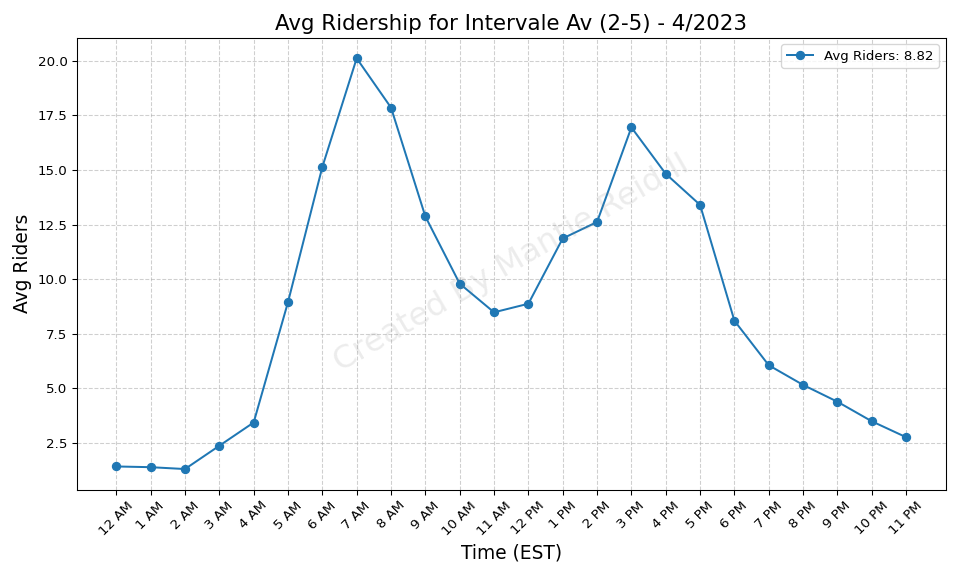 Avg Ridership for Intervale Av (2-5) - 4/2023
Avg Riders: 8.82
20.0
17.5
15.0
12.5
10.0
7.5
5.0
2.5
Avg Riders
Created By Mantie Reid II
12 AM 1 AM 2 AM 3 AM 4 AM 5 AM 6 AM 7 AM 8 AM 9 AM 10 AM 11 AM 12 PM 1 PM 2 PM 3 PM 4 PM 5 PM 6 PM 7 PM 8 PM 9 PM 10 PM 11 PM
Time (EST)